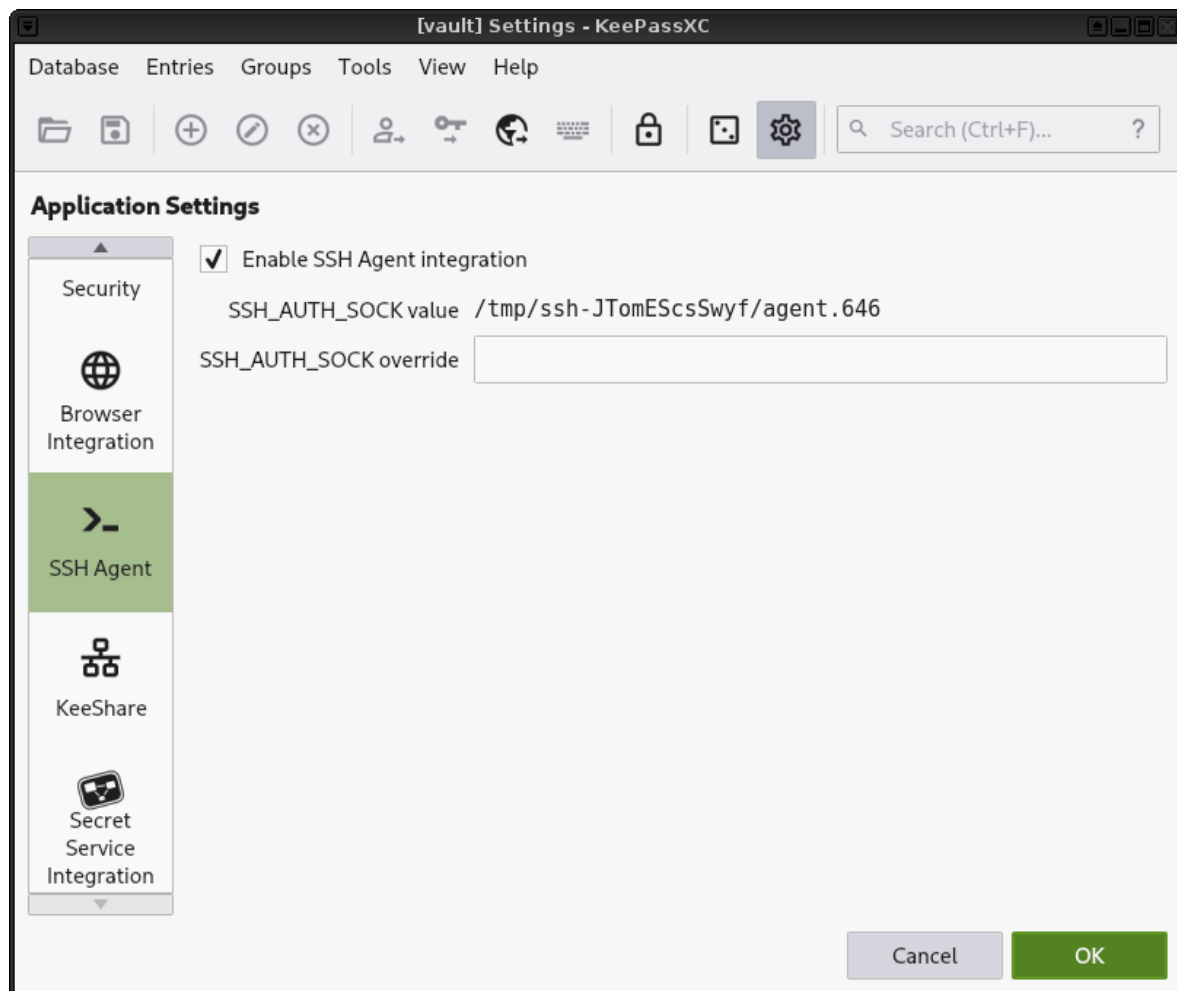 [vault] Settings - KeePassXC
Database Entries Groups Tools View Help
Search (Ctrl+F)... ?
Application Settings
Security
Browser
Integration
SSH Agent
KeeShare
Secret
Service
Integration
Enable SSH Agent integration
SSH_AUTH_SOCK value /tmp/ssh-JTomEScsSwyf/agent.646
SSH_AUTH_SOCK override
Cancel OK